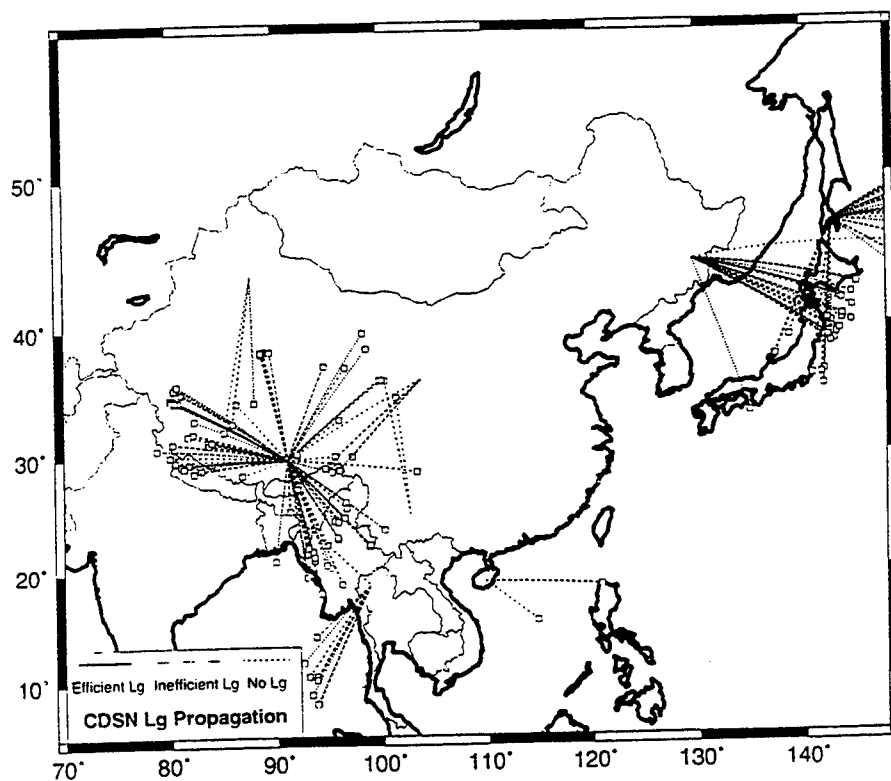 50°
40°
30°
20°
10°
Efficient Lg Inefficient Lg No Lg
CDSN Lg Propagation
70° 80° 90° 100° 110° 120° 130° 140°